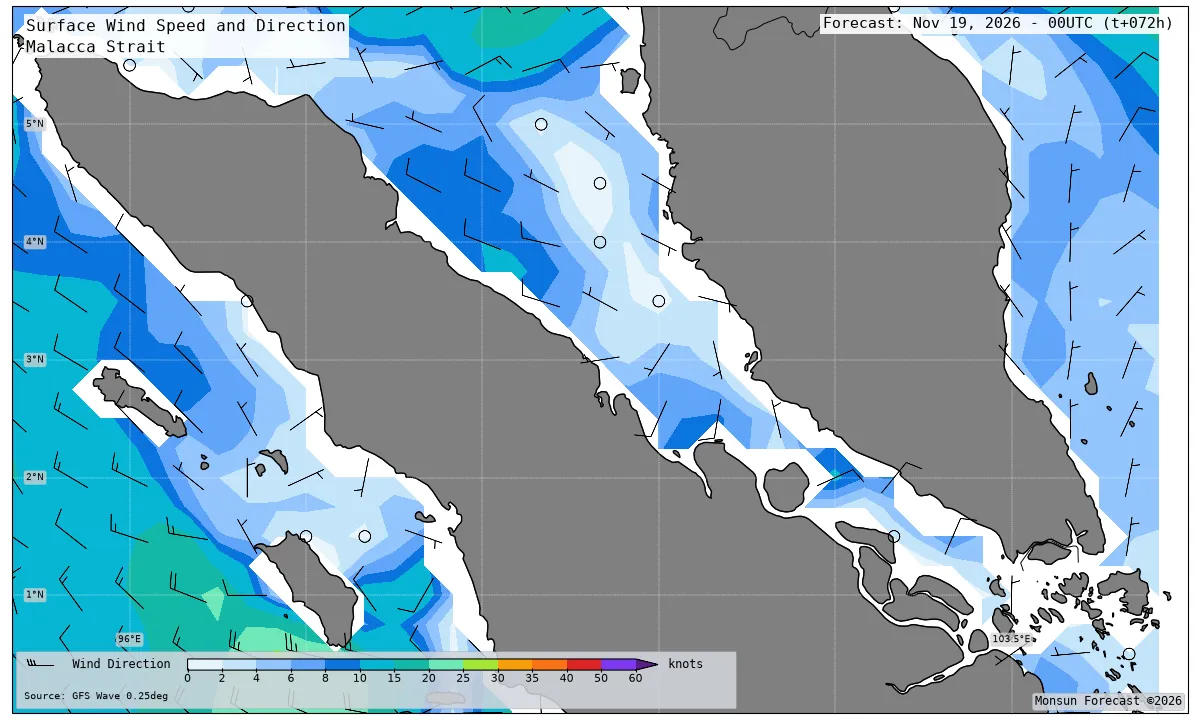 Surface Wind Speed and Direction
Malacca Strait
Forecast: Nov 19, 2026 - 00UTC (t+072h)
5°N
4°N
3°N
2°N
1°N
96°E
103.5°E
Wind Direction
0 2 4 6 8 10 15 20 25 30 35 40 50 60
knots
Source: GFS Wave 0.25deg
Monsun Forecast ©2026